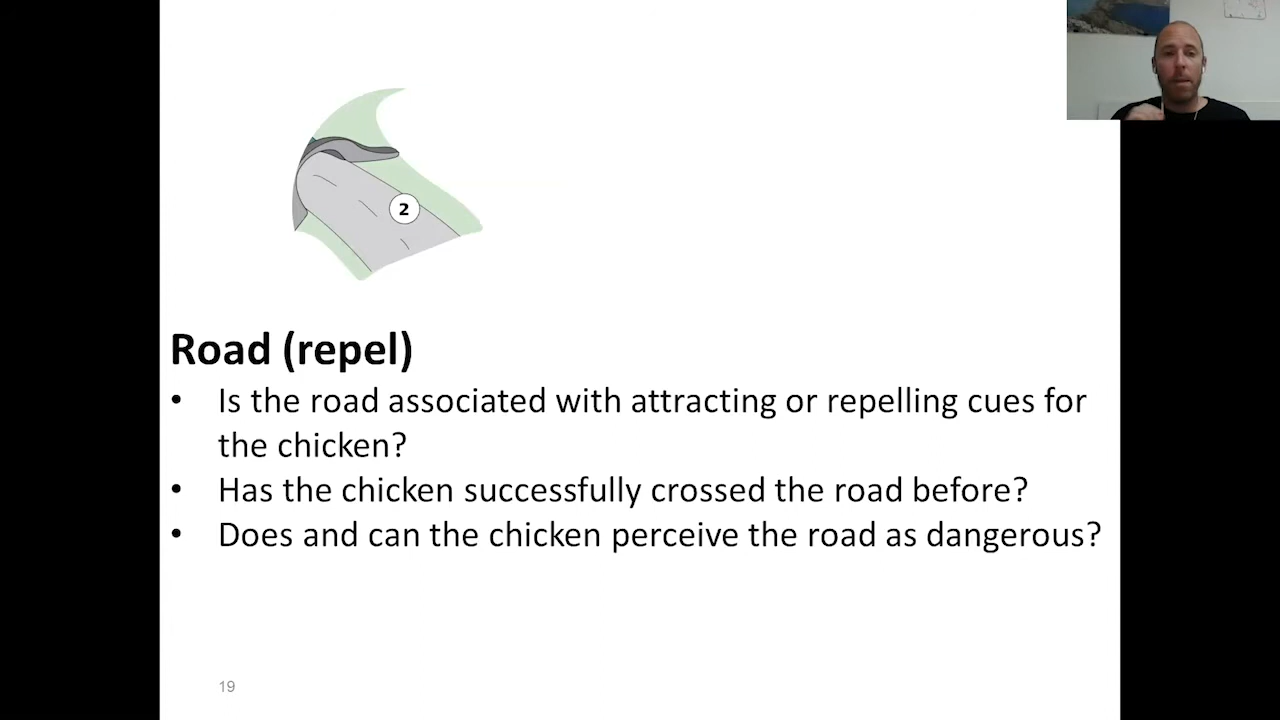 2
Road (repel)
• Is the road associated with attracting or repelling cues for
the chicken?
• Has the chicken successfully crossed the road before?
• Does and can the chicken perceive the road as dangerous?
19